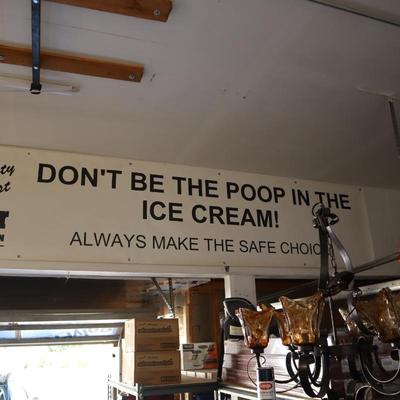 DON'T BE THE POOP IN THE
ICE CREAM!
ALWAYS MAKE THE SAFE CHOIC